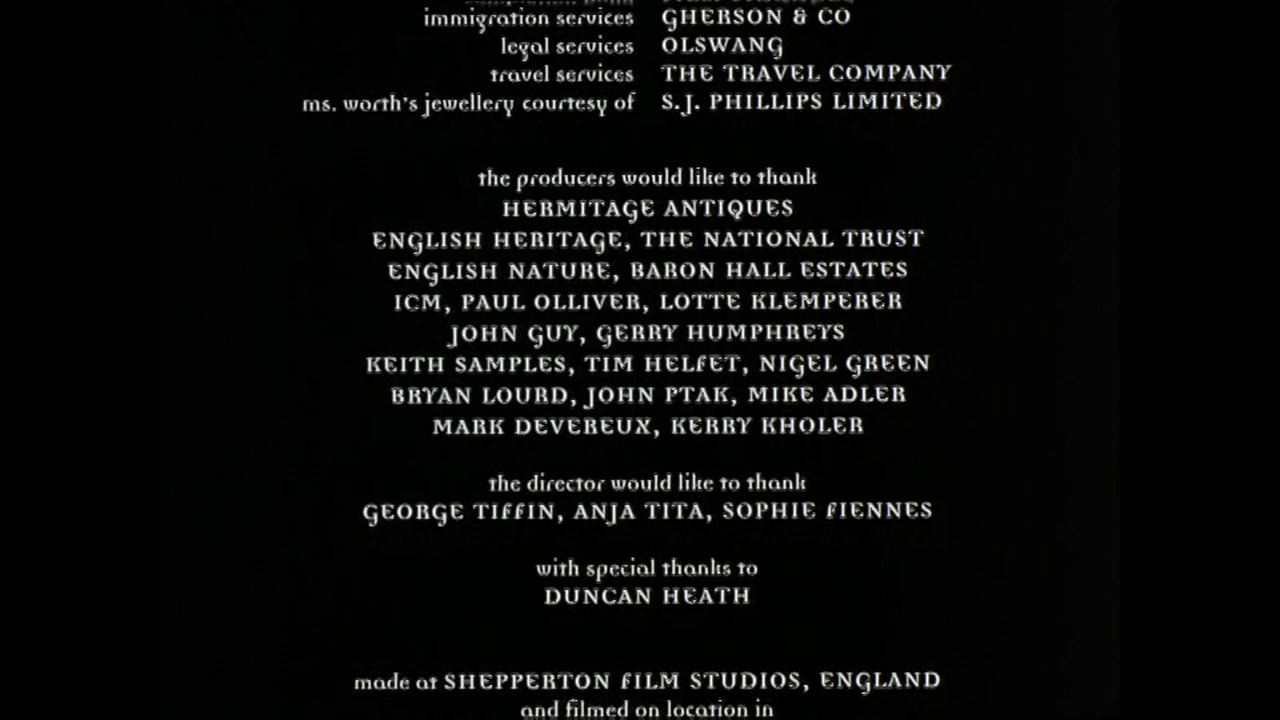 immigration services GHERSON & CO
legal services OLSWANG
travel services THE TRAVEL COMPANY
ms. worth's jewellery courtesy of S.J. PHILLIPS LIMITED
the producers would like to thank
HERMITAGE ANTIQUES
ENGLISH HERITAGE, THE NATIONAL TRUST
ENGLISH NATURE, BARON HALL ESTATES
ICM, PAUL OLLIVER, LOTTE KLEMPERER
JOHN GUY, GERRY HUMPHREYS
KEITH SAMPLES, TIM HELFET, NIGEL GREEN
BRYAN LOURD, JOHN PTAK, MIKE ADLER
MARK DEVEREUX, KERRY KHOLER
the director would like to thank
GEORGE TIFFIN, ANJA TITA, SOPHIE FIENNES
with special thanks to
DUNCAN HEATH
made at SHEPPERTON FILM STUDIOS, ENGLAND
and filmed on location in